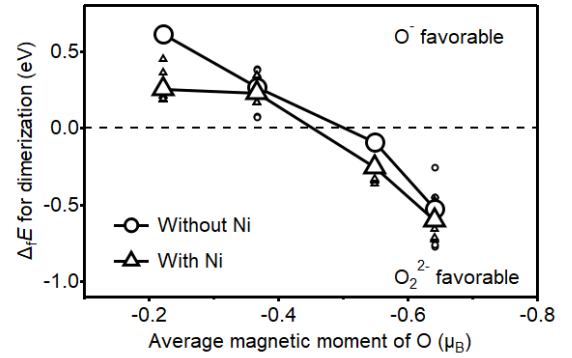 O⁻ favorable
0.5
0.0
-0.5
-1.0
ΔfE for dimerization (eV)
Without Ni
With Ni
O₂²⁻ favorable
-0.2
-0.4
-0.6
-0.8
Average magnetic moment of O (μB)